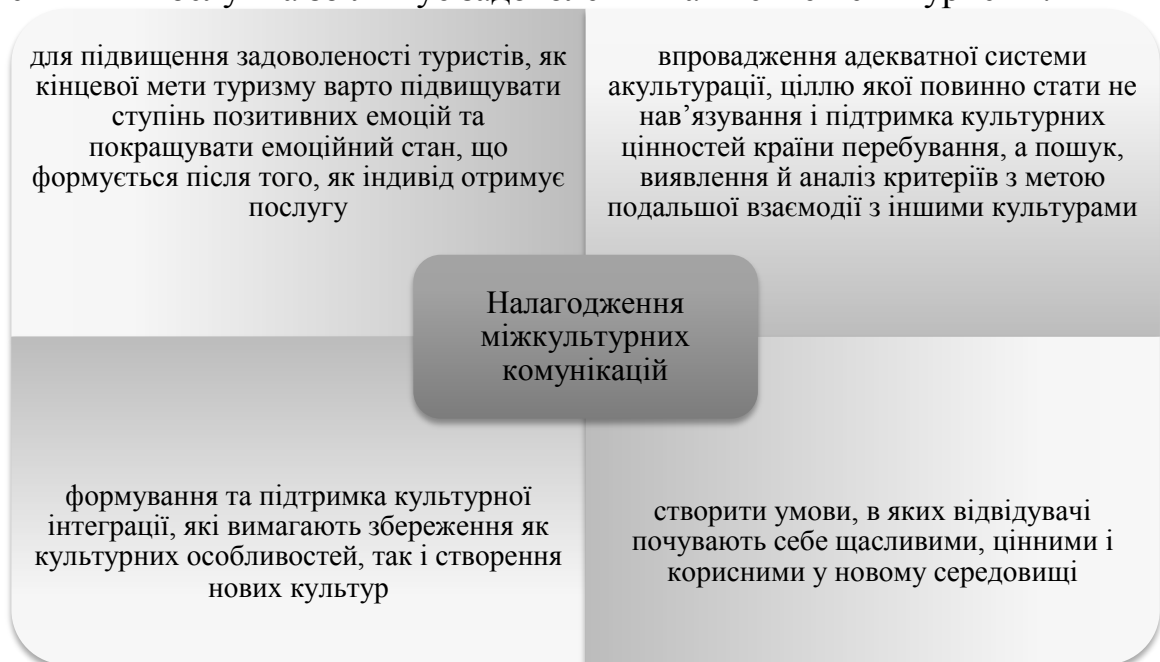 для підвищення задоволеності туристів, як
кінцевої мети туризму варто підвищувати
ступінь позитивних емоцій та
покращувати емоційний стан, що
формується після того, як індивід отримує
послугу
впровадження адекватної системи
акультурації, ціллю якої повинно стати не
нав’язування і підтримка культурних
цінностей країни перебування, а пошук,
виявлення й аналіз критеріїв з метою
подальшої взаємодії з іншими культурами
Налагодження
міжкультурних
комунікацій
формування та підтримка культурної
інтеграції, які вимагають збереження як
культурних особливостей, так і створення
нових культур
створити умови, в яких відвідувачі
почувають себе щасливими, цінними і
корисними у новому середовищі